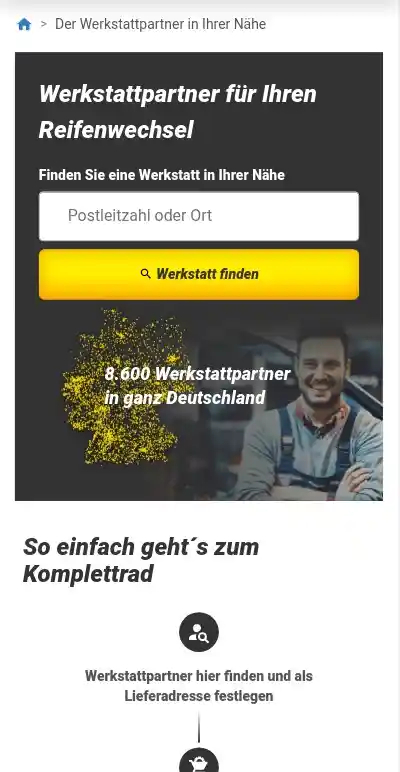 > Der Werkstattpartner in Ihrer Nähe
Werkstattpartner für Ihren
Reifenwechsel
Finden Sie eine Werkstatt in Ihrer Nähe
Postleitzahl oder Ort
Werkstatt finden
8.600 Werkstattpartner
in ganz Deutschland
So einfach geht´s zum
Komplettrad
Werkstattpartner hier finden und als
Lieferadresse festlegen